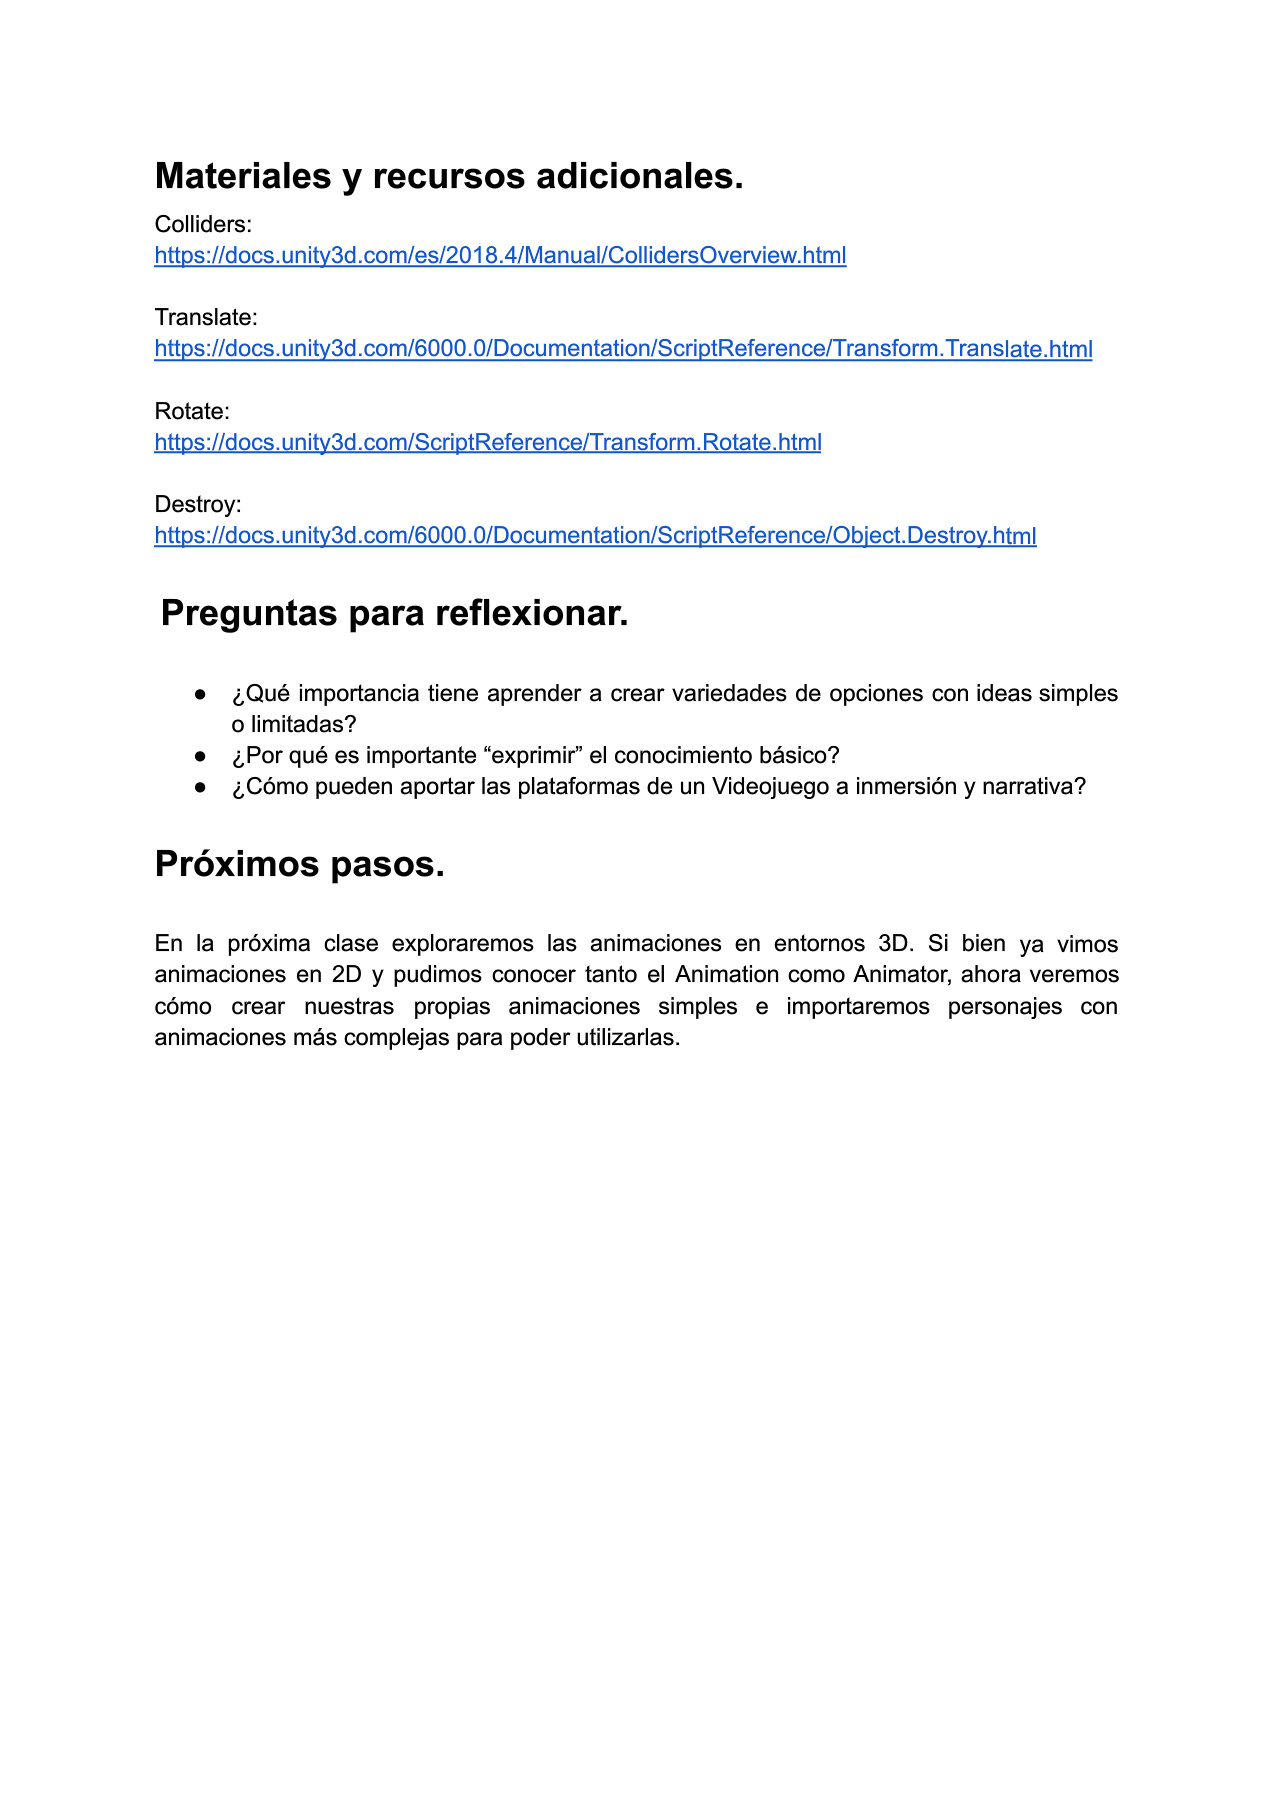 Materiales y recursos adicionales.
Colliders:
https://docs.unity3d.com/es/2018.4/Manual/CollidersOverview.html
Translate:
https://docs.unity3d.com/6000.0/Documentation/ScriptReference/Transform.Translate.html
Rotate:
https://docs.unity3d.com/ScriptReference/Transform.Rotate.html
Destroy:
https://docs.unity3d.com/6000.0/Documentation/ScriptReference/Object.Destroy.html
Preguntas para reflexionar.
● ¿Qué importancia tiene aprender a crear variedades de opciones con ideas simples
o limitadas?
● ¿Por qué es importante “exprimir” el conocimiento básico?
● ¿Cómo pueden aportar las plataformas de un Videojuego a inmersión y narrativa?
Próximos pasos.
En la próxima clase exploraremos las animaciones en entornos 3D. Si bien ya vimos
animaciones en 2D y pudimos conocer tanto el Animation como Animator, ahora veremos
cómo crear nuestras propias animaciones simples e importaremos personajes con
animaciones más complejas para poder utilizarlas.